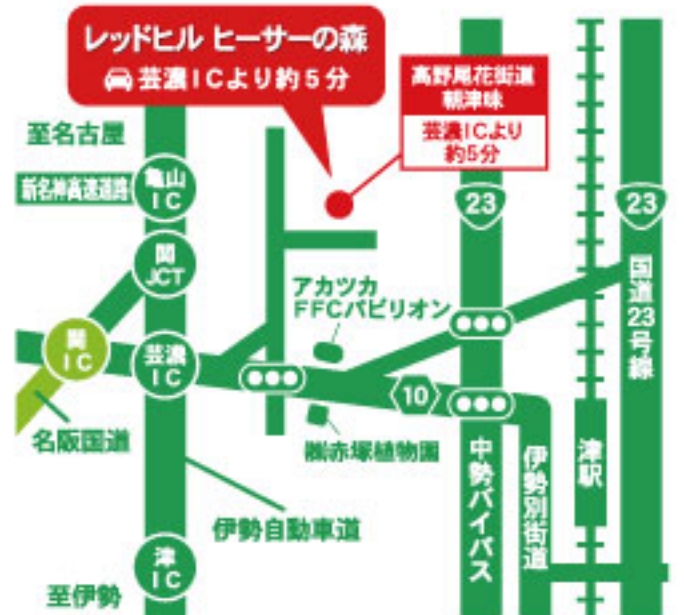 レッドヒル ヒーサーの森
芸濃ICより約5分
高野尾花街道
朝津味
芸濃ICより
約5分
至名古屋
新名神高速道路
亀山
IC
23
23
関
JCT
アカツカ
FFCパビリオン
国道23号線
関
IC
芸濃
IC
10
名阪国道
㈱赤塚植物園
中勢バイパス
伊勢別街道
津駅
伊勢自動車道
津
IC
至伊勢